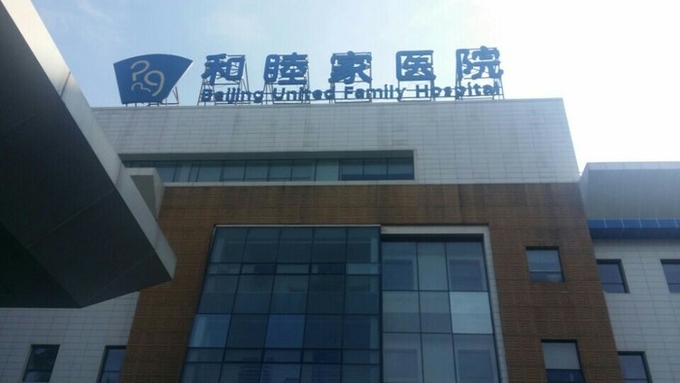 和睦家医院
Beijing United Family Hospital